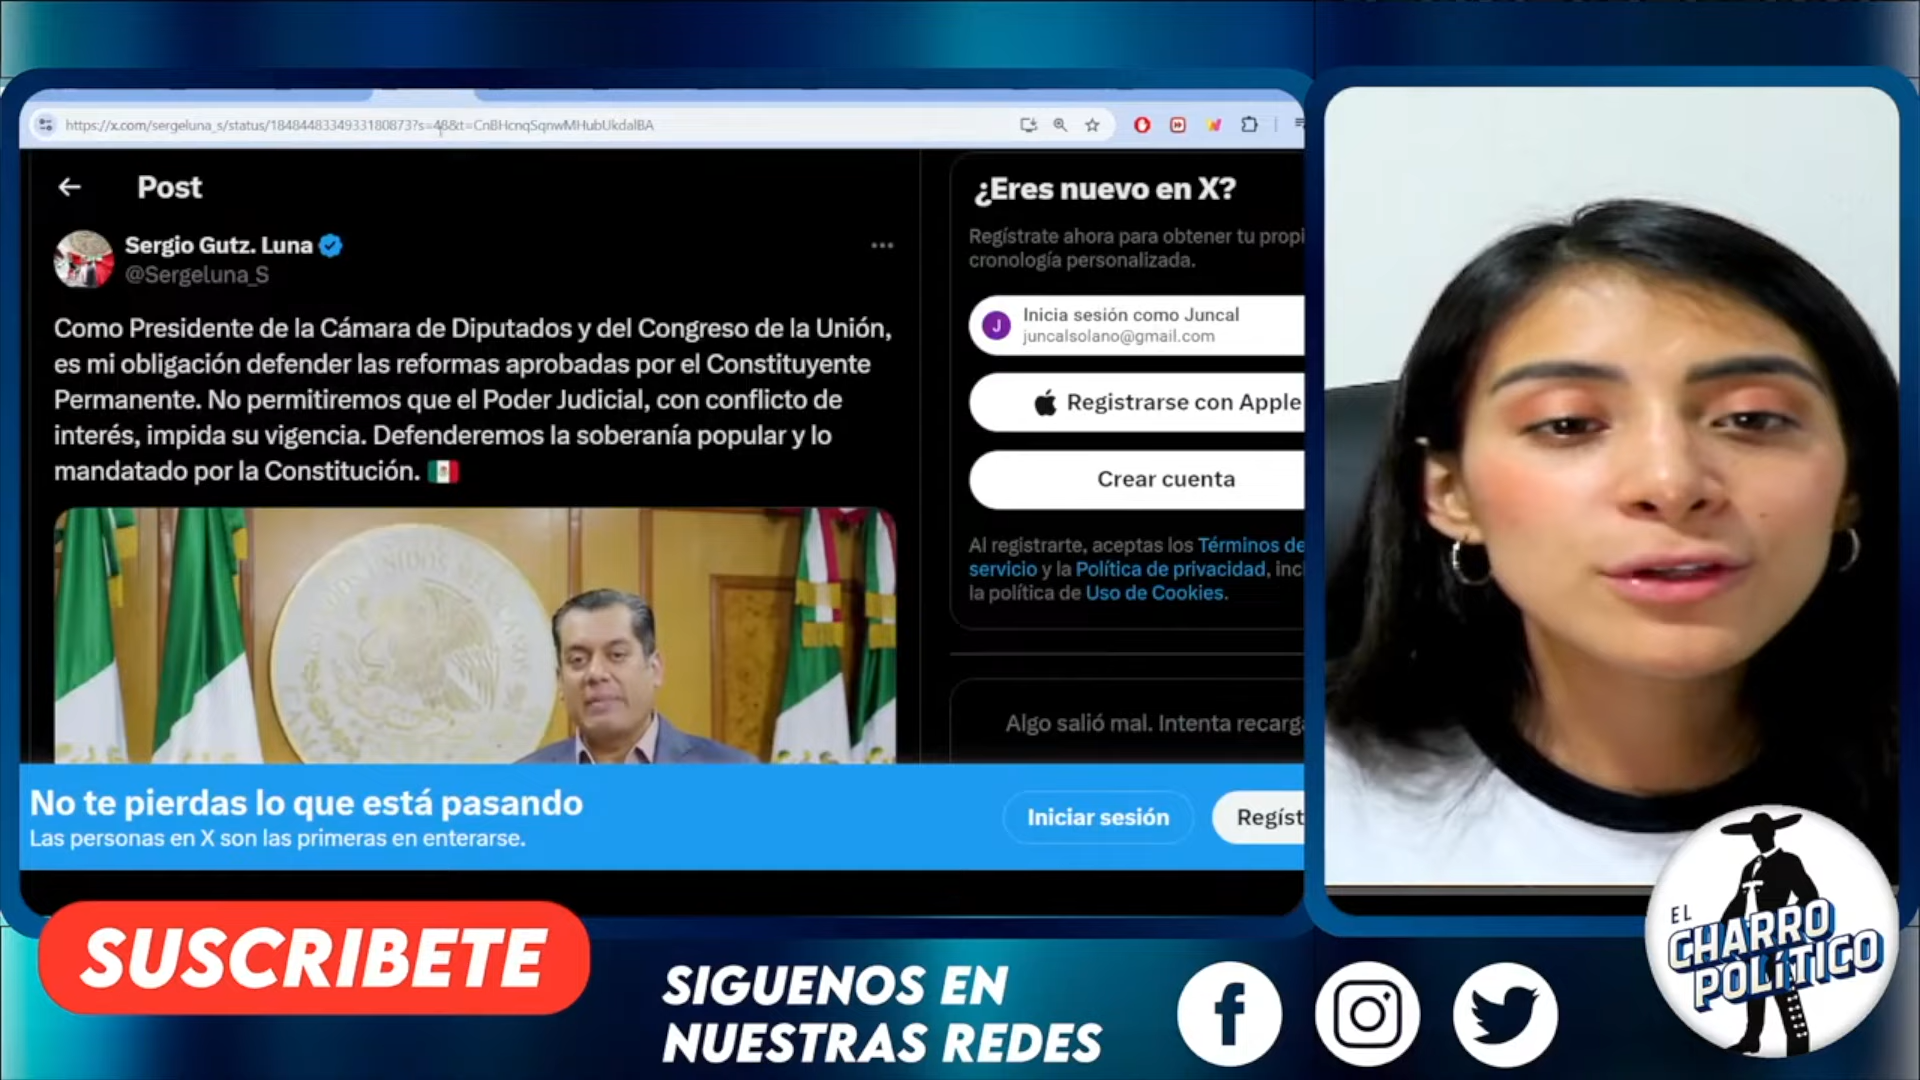 https://x.com/sergeluna_s/status/1848448334933180873?s=48&t=CnBHcnqSqnwMHubUkdalBA
Post
Sergio Gutz. Luna
@Sergeluna_S
Como Presidente de la Cámara de Diputados y del Congreso de la Unión,
es mi obligación defender las reformas aprobadas por el Constituyente
Permanente. No permitiremos que el Poder Judicial, con conflicto de
interés, impida su vigencia. Defenderemos la soberanía popular y lo
mandatado por la Constitución.
¿Eres nuevo en X?
Regístrate ahora para obtener tu propi
cronología personalizada.
J
Inicia sesión como Juncal
juncalsolano@gmail.com
Registrarse con Apple
Crear cuenta
Al registrarte, aceptas los Términos de
servicio y la Política de privacidad, incl
la política de Uso de Cookies.
Algo salió mal. Intenta recarga
No te pierdas lo que está pasando
Las personas en X son las primeras en enterarse.
Iniciar sesión
Regíst
SUSCRIBETE
SIGUENOS EN
NUESTRAS REDES
EL
CHARRO
POLÍTICO